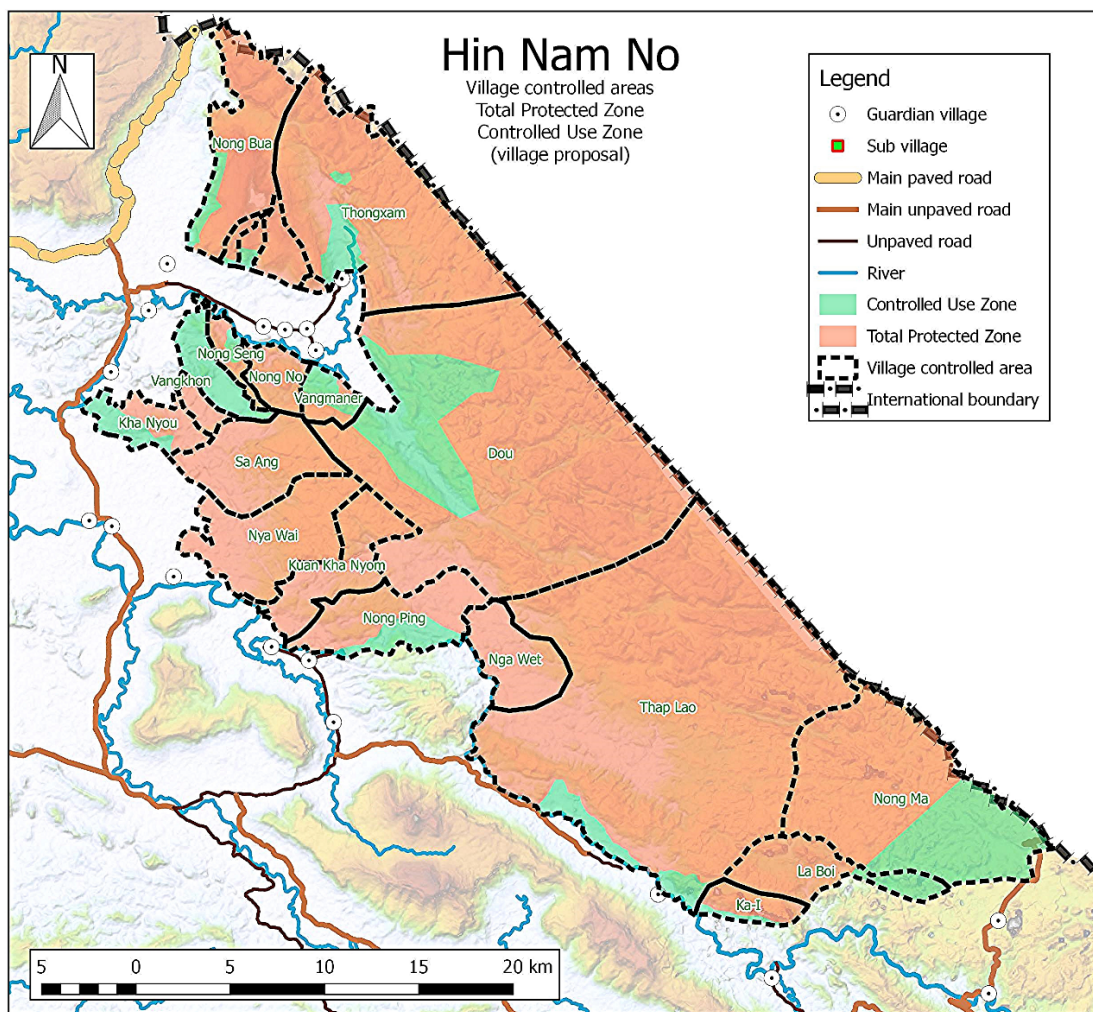 Hin Nam No
Village controlled areas
Total Protected Zone
Controlled Use Zone
(village proposal)
N
Legend
Guardian village
Sub village
Main paved road
Main unpaved road
Unpaved road
River
Controlled Use Zone
Total Protected Zone
Village controlled area
International boundary
Nong Bua
Thongxam
Nong Seng
Nong No
Vangkhon
Vangmaner
Kha Nyou
Sa Ang
Dou
Nya Wai
Kuan Kha Nyom
Nong Ping
Nga Wet
Thap Lao
Nong Ma
La Boi
Ka-I
5 0 5 10 15 20 km